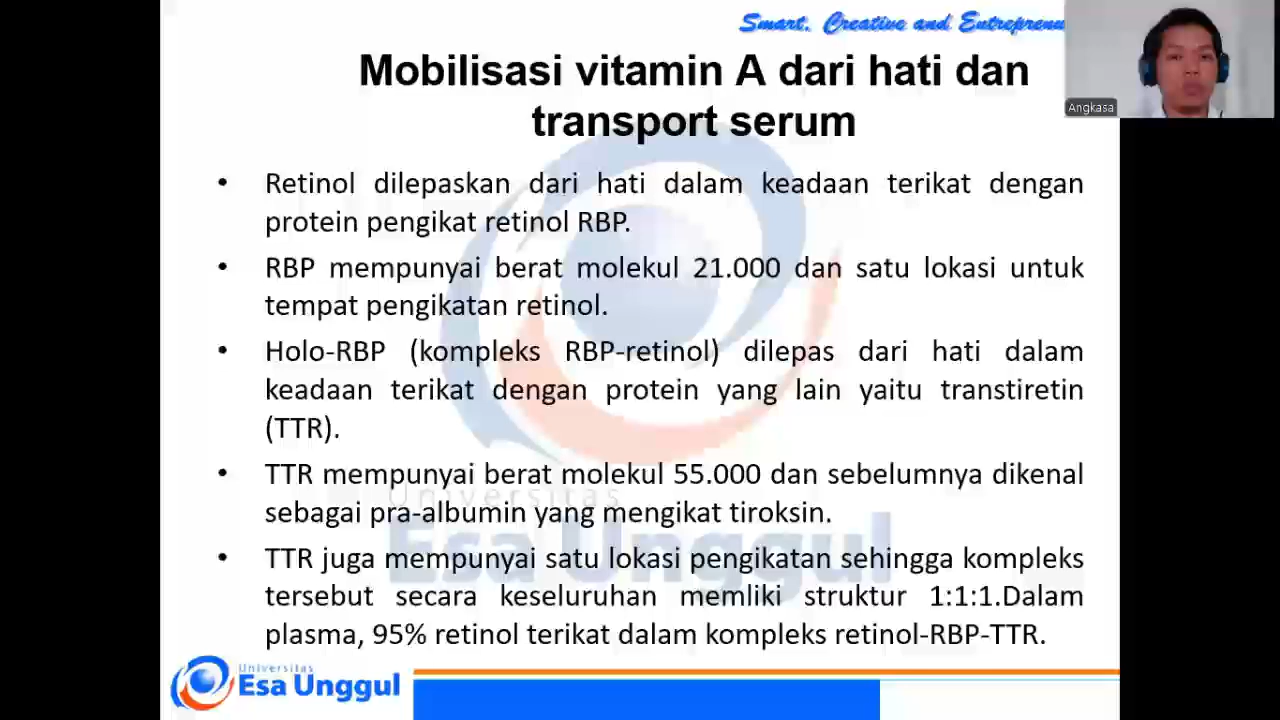 Smart, Creative and
Angkasa
Mobilisasi vitamin A dari hati dan
transport serum
• Retinol dilepaskan dari hati dalam keadaan terikat dengan
protein pengikat retinol RBP.
• RBP mempunyai berat molekul 21.000 dan satu lokasi untuk
tempat pengikatan retinol.
• Holo-RBP (kompleks RBP-retinol) dilepas dari hati dalam
keadaan terikat dengan protein yang lain yaitu transtiretin
(TTR).
• TTR mempunyai berat molekul 55.000 dan sebelumnya dikenal
sebagai pra-albumin yang mengikat tiroksin.
• TTR juga mempunyai satu lokasi pengikatan sehingga kompleks
tersebut secara keseluruhan memliki struktur 1:1:1.Dalam
plasma, 95% retinol terikat dalam kompleks retinol-RBP-TTR.
Universitas
Esa Unggul
Universitas
Esa Unggul